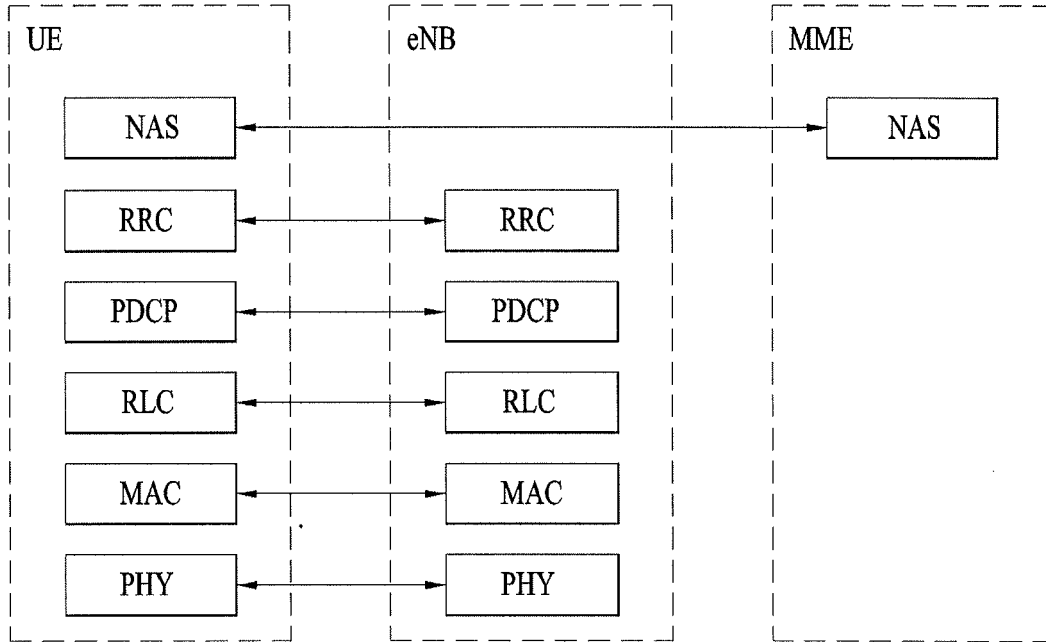 UE eNB MME
NAS NAS
RRC RRC
PDCP PDCP
RLC RLC
MAC MAC
PHY PHY